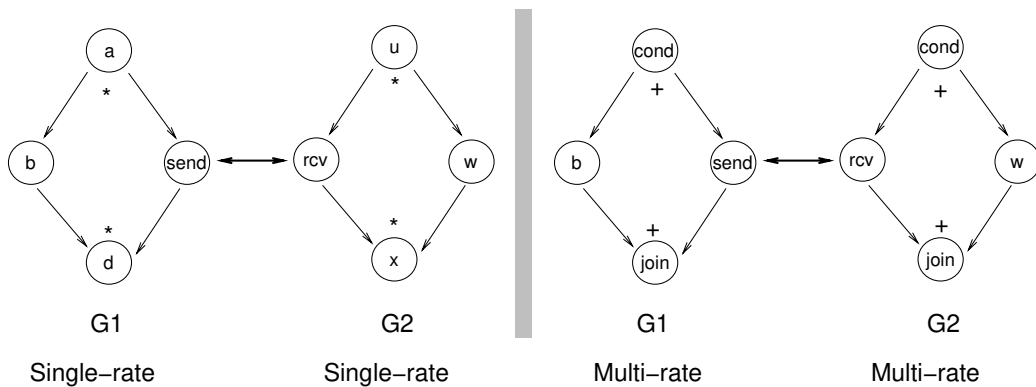 a u cond cond
* * + +
b send rcv w b send rcv w
* * + +
d x join join
G1 G2 G1 G2
Single-rate Single-rate Multi-rate Multi-rate